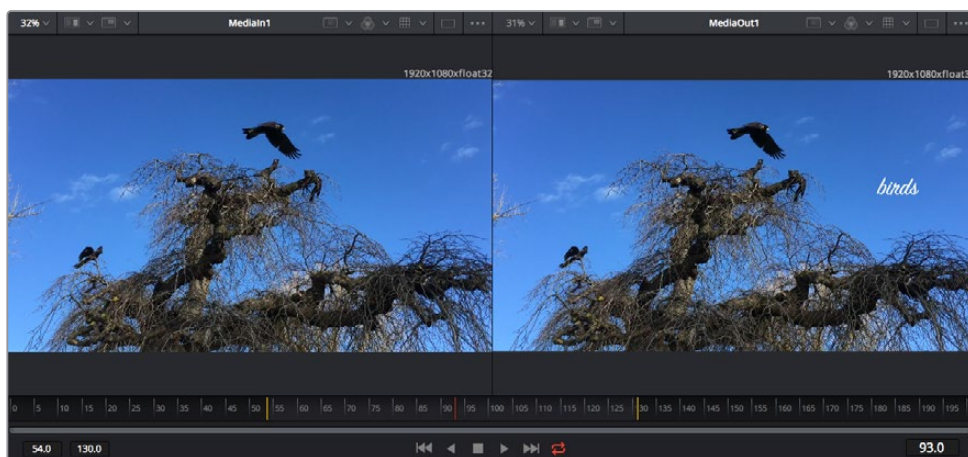 32% MediaIn1 31% MediaOut1
1920x1080xfloat32 1920x1080xfloat32
birds
0 5 10 15 20 25 30 35 40 45 50 55 60 65 70 75 80 85 90 95 100 105 110 115 120 125 130 135 140 145 150 155 160 165 170 175 180 185 190 195
54.0 130.0 93.0